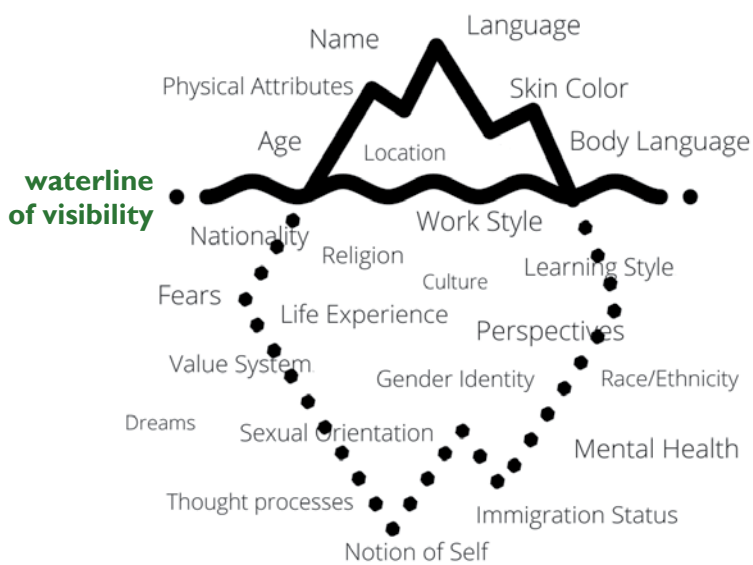 Name
Language
Physical Attributes
Skin Color
Age
Location
Body Language
waterline
of visibility
Work Style
Nationality
Religion
Learning Style
Culture
Fears
Life Experience
Perspectives
Value System
Gender Identity
Race/Ethnicity
Dreams
Sexual Orientation
Mental Health
Thought processes
Immigration Status
Notion of Self